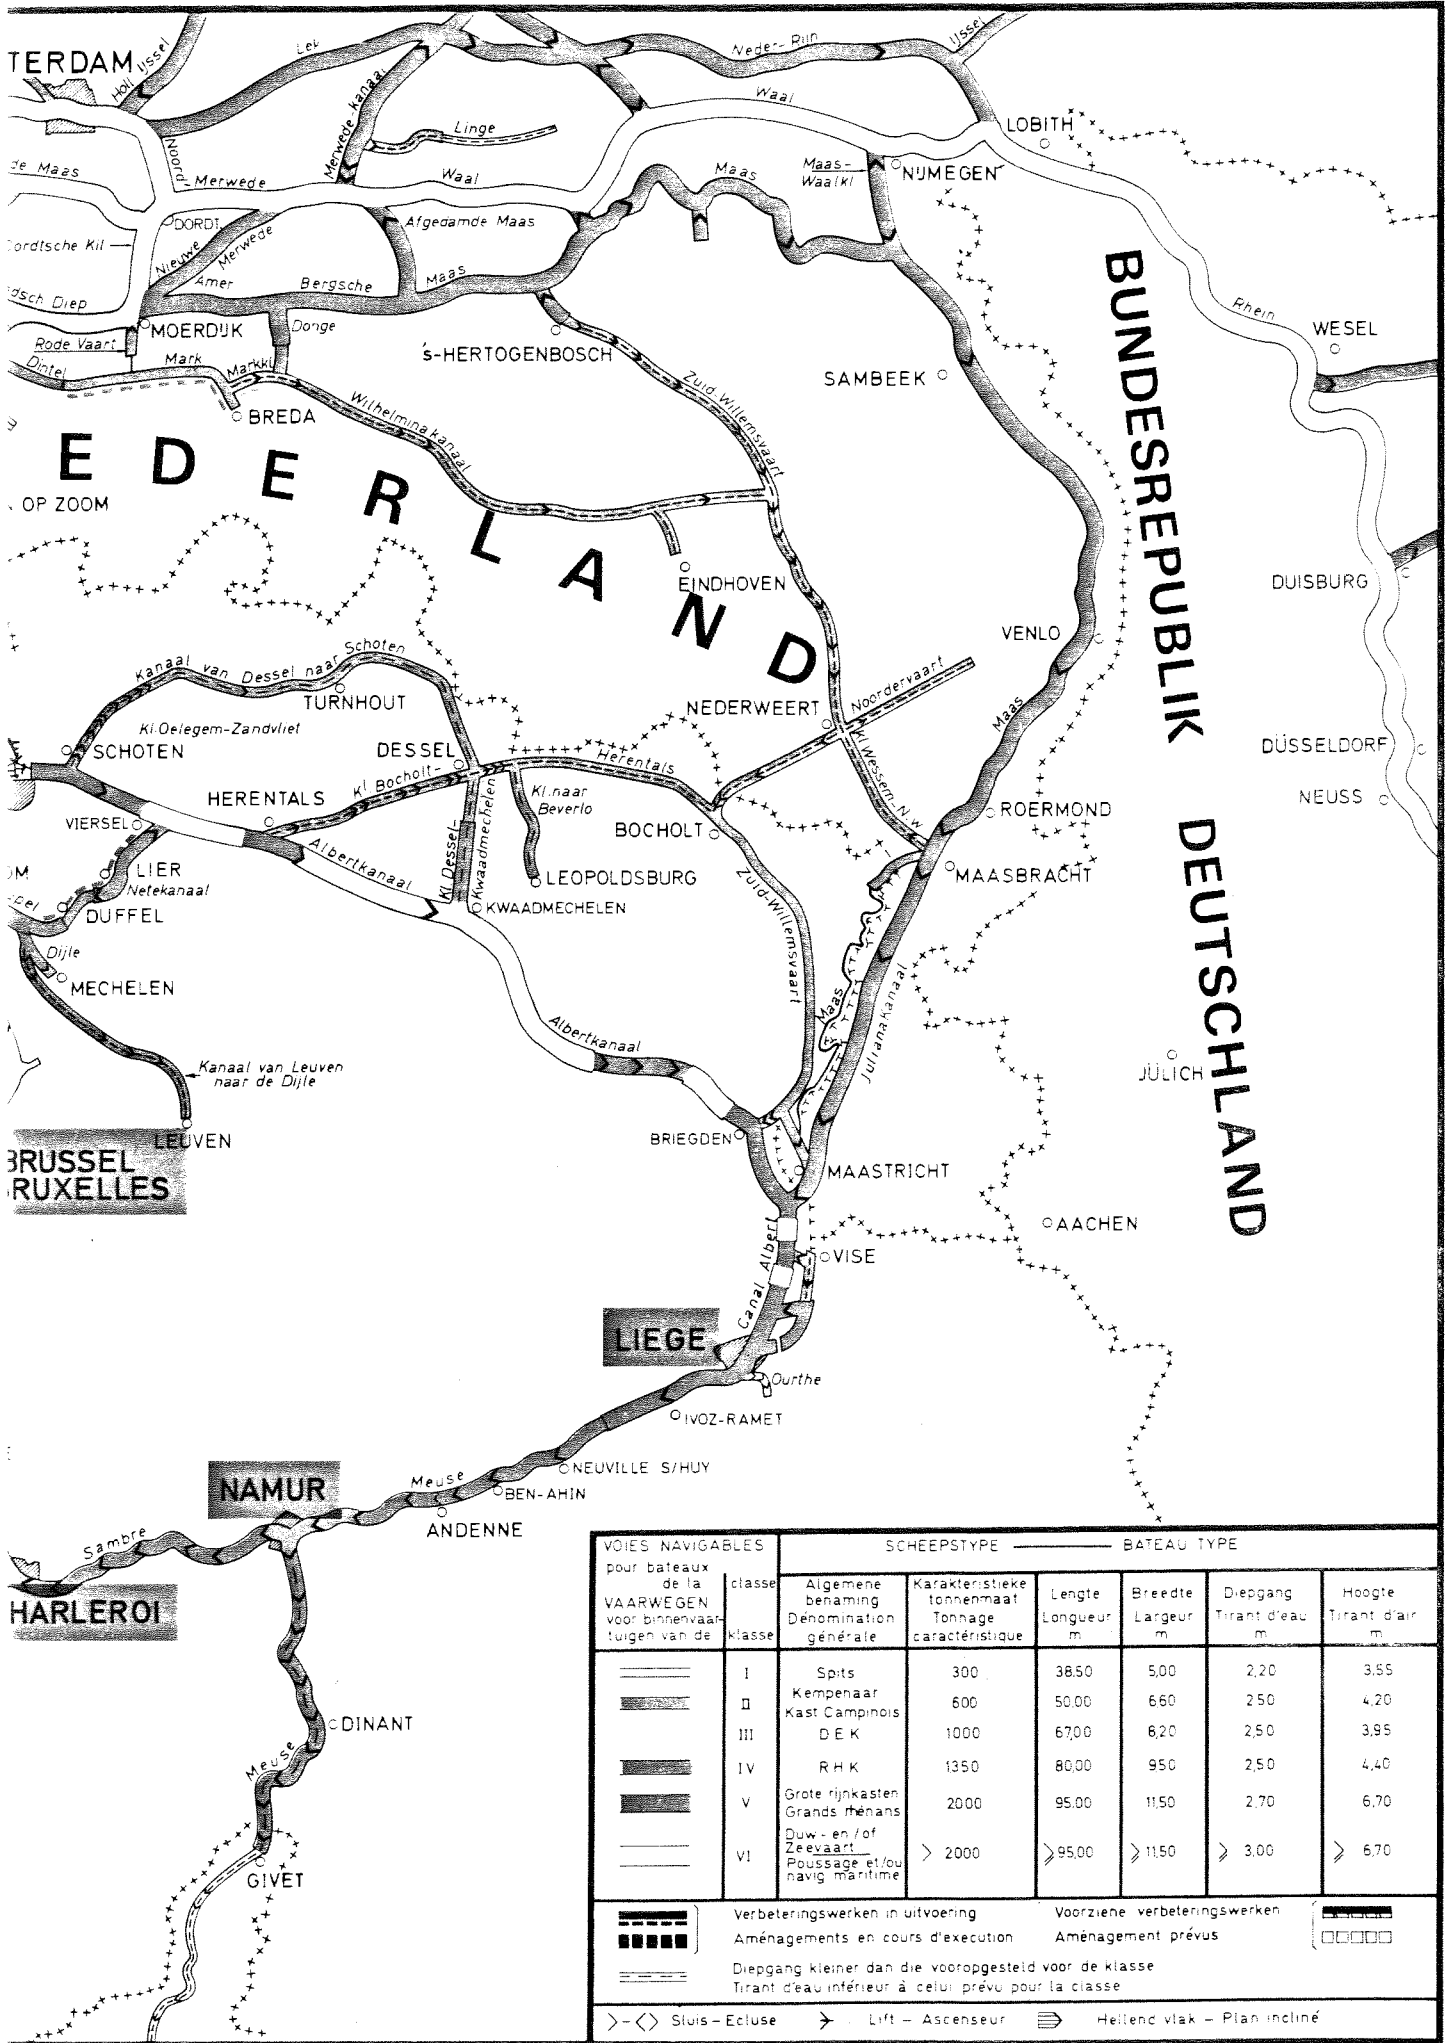 TERDAM
Holl IJssel
Lek
Merwede-kanaal
Neder-Rijn
IJssel
Linge
Waal
LOBITH
Noord
Merwede
Waal
Maas
Maas-
Waalkl
NIJMEGEN
de Maas
DORDT
Afgedamde Maas
Nieuwe
Merwede
Amer
Bergsche
Maas
MOERDIJK
Donge
Rode Vaart
Mark
Markkl
Dintel
BREDA
's-HERTOGENBOSCH
Zuid-Willemsvaart
SAMBEEK
Rhein
WESEL
BUNDESREPUBLIK DEUTSCHLAND
Wilhelminakanaal
EDERLAND
OP ZOOM
EINDHOVEN
DUISBURG
VENLO
Kanaal van Dessel naar Schoten
TURNHOUT
Noordervaart
NEDERWEERT
Maas
Kl.Oelegem-Zandvliet
SCHOTEN
DESSEL
Kl Bocholt-
Herentals
Kl Wessem-N.W
DÜSSELDORF
NEUSS
HERENTALS
Kl.naar
Beverlo
ROERMOND
VIERSEL
BOCHOLT
Albertkanaal
Kl Dessel-
Kwaadmechelen
LIER
Netekanaal
LEOPOLDSBURG
MAASBRACHT
DUFFEL
KWAADMECHELEN
Zuid-Willemsvaart
Dijle
MECHELEN
Maas
Julianakanaal
Albertkanaal
JÜLICH
Kanaal van Leuven
naar de Dijle
LEUVEN
BRIEGDEN
BRUSSEL
BRUXELLES
MAASTRICHT
AACHEN
VISE
Canal Albert
LIEGE
Ourthe
IVOZ-RAMET
NEUVILLE S/HUY
NAMUR
Meuse
BEN-AHIN
ANDENNE
Sambre
HARLEROI
DINANT
Meuse
GIVET
VOIES NAVIGABLES
pour bateaux
de la
VAARWEGEN
voor binnenvaar-
tuigen van de
classe
klasse
SCHEEPSTYPE — BATEAU TYPE
Algemene
benaming
Dénomination
générale
Karakteristieke
tonnenmaat
Tonnage
caractéristique
Lengte
Longueur
m
Breedte
Largeur
m
Diepgang
Tirant d'eau
m
Hoogte
Tirant d'air
m
I Spits 300 38.50 5,00 2,20 3.55
II Kempenaar
Kast Campinois 600 50.00 6.60 2.50 4,20
III DEK 1000 67,00 8,20 2,50 3,95
IV RHK 1350 80,00 9.50 2,50 4,40
V Grote rijnkasten
Grands rhénans 2000 95.00 11,50 2,70 6,70
VI Duw- en/of
Zeevaart
Poussage et/ou
navig maritime > 2000 ⩾ 95,00 ⩾ 11,50 ⩾ 3,00 ⩾ 6,70
Verbeteringswerken in uitvoering
Aménagements en cours d'execution
Voorziene verbeteringswerken
Aménagement prévus
Diepgang kleiner dan die vooropgesteld voor de klasse
Tirant d'eau inférieur à celui prévu pour la classe
Sluis - Ecluse
Lift - Ascenseur
Hellend vlak - Plan incliné